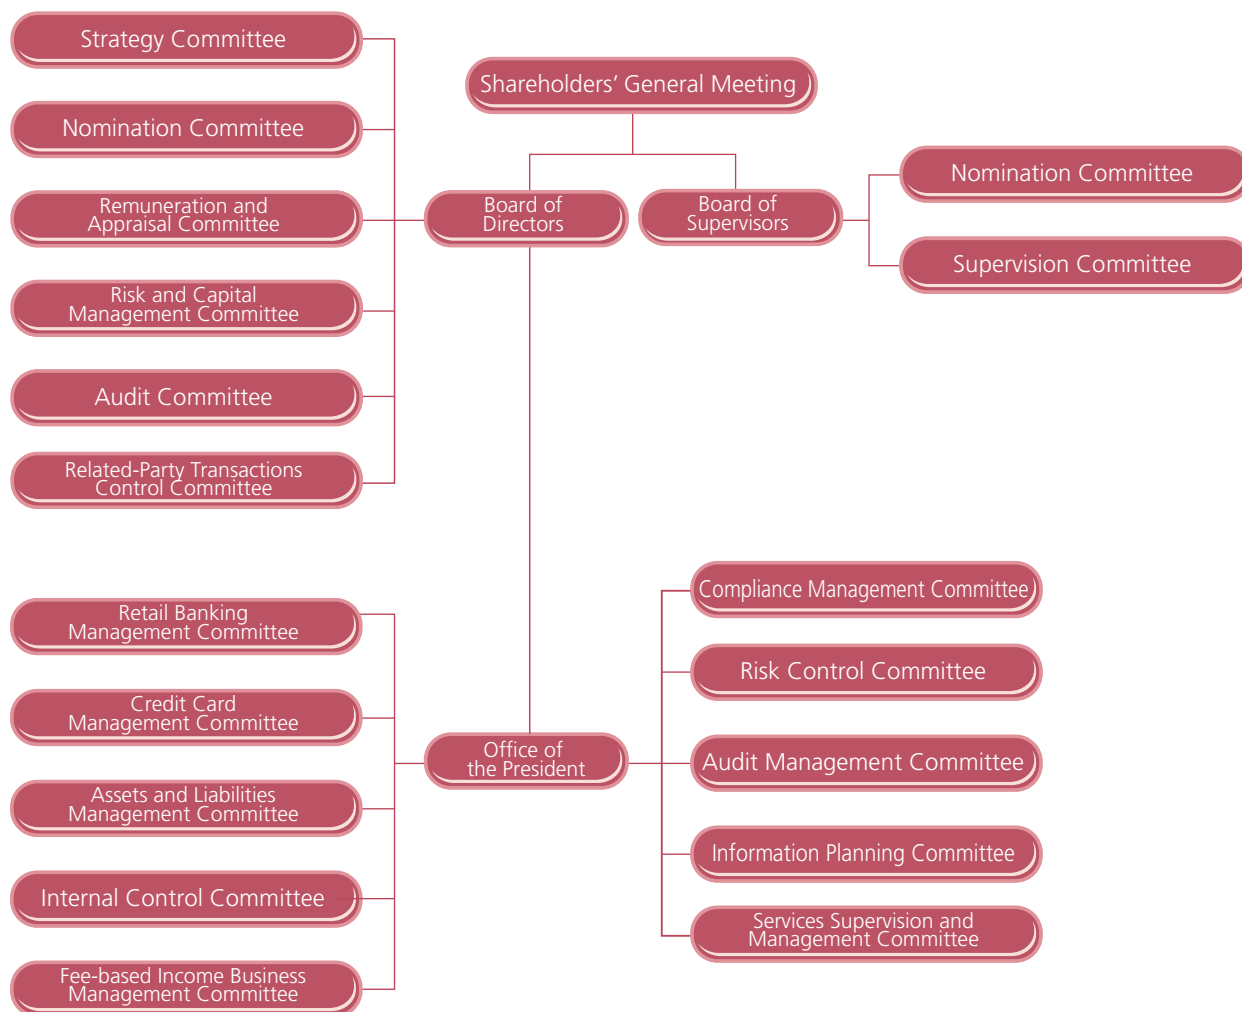 Strategy Committee
Nomination Committee
Remuneration and
Appraisal Committee
Risk and Capital
Management Committee
Audit Committee
Related-Party Transactions
Control Committee
Shareholders’ General Meeting
Board of
Directors
Board of
Supervisors
Nomination Committee
Supervision Committee
Retail Banking
Management Committee
Credit Card
Management Committee
Assets and Liabilities
Management Committee
Internal Control Committee
Fee-based Income Business
Management Committee
Office of
the President
Compliance Management Committee
Risk Control Committee
Audit Management Committee
Information Planning Committee
Services Supervision and
Management Committee